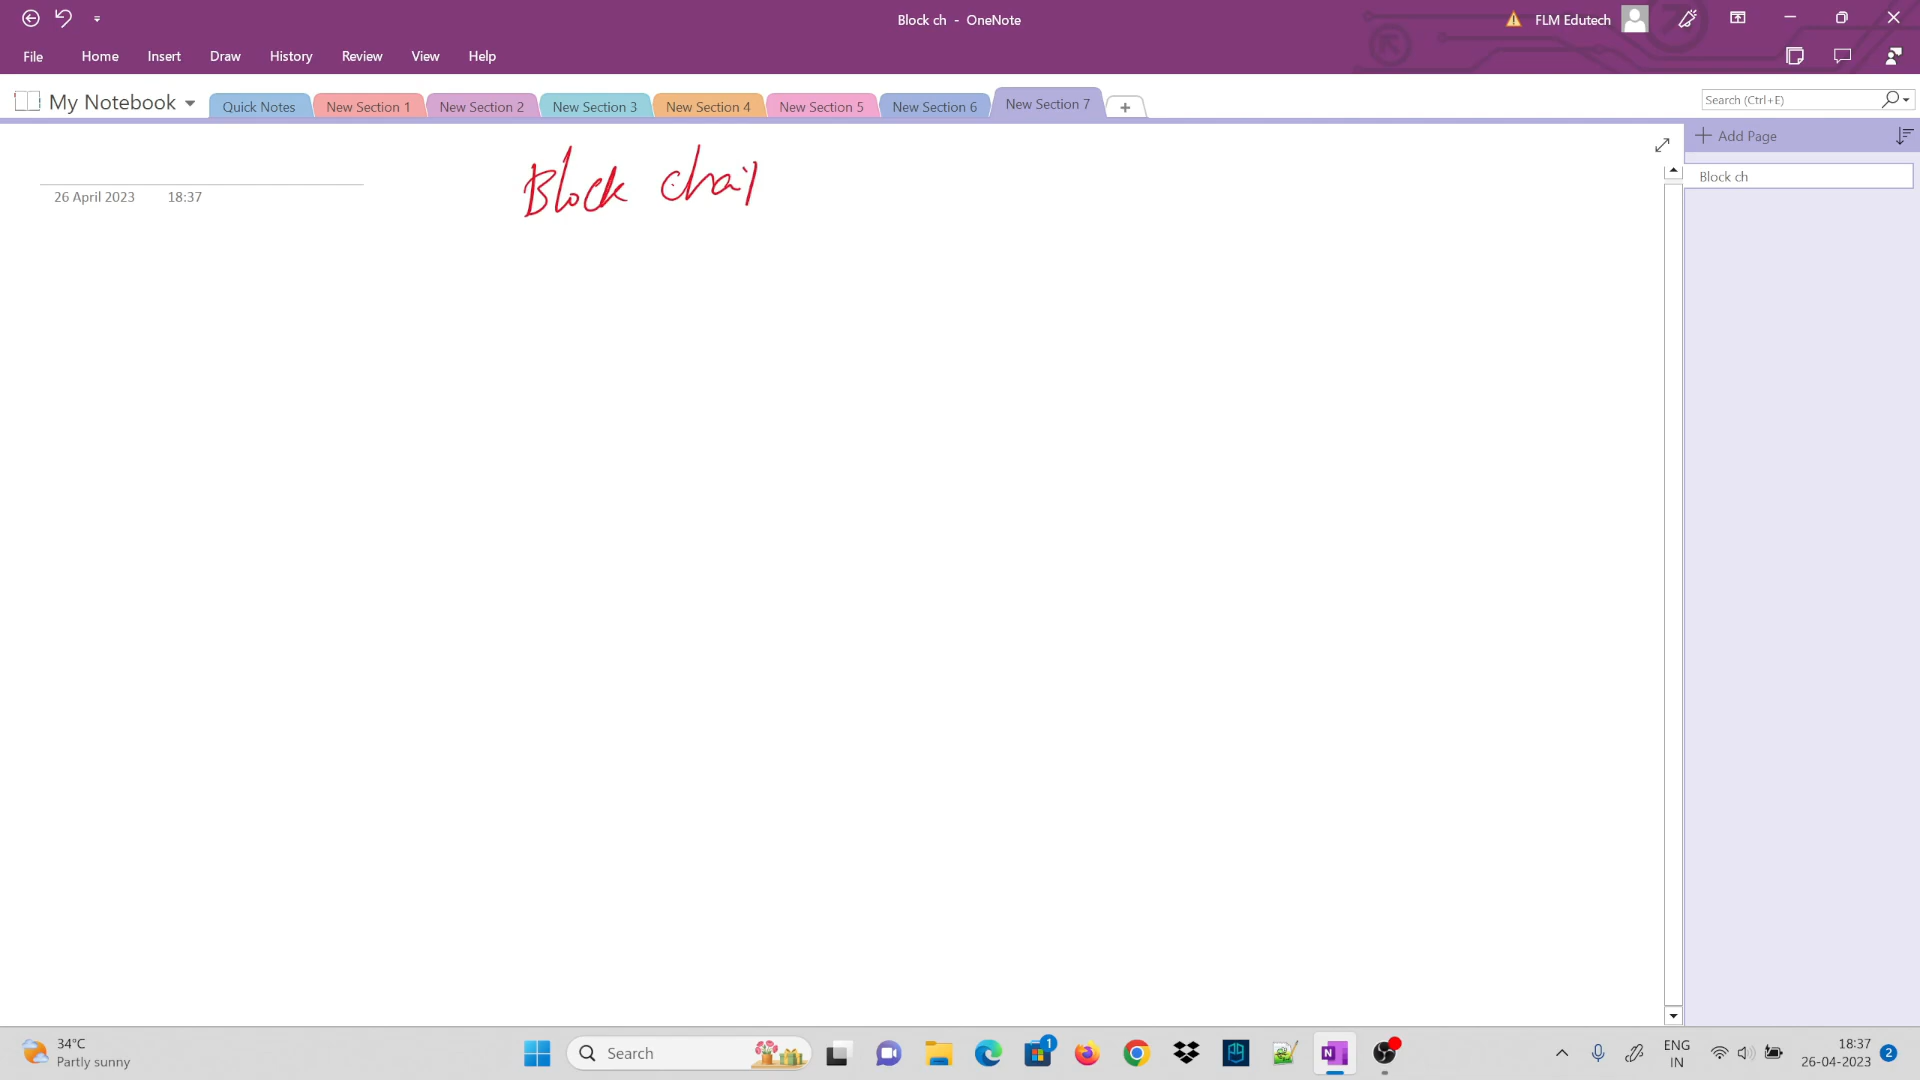 Block ch - OneNote
FLM Edutech
File Home Insert Draw History Review View Help
My Notebook
Quick Notes New Section 1 New Section 2 New Section 3 New Section 4 New Section 5 New Section 6 New Section 7 +
Search (Ctrl+E)
Add Page
Block ch
Block chai
26 April 2023 18:37
34°C
Partly sunny
Search
1
ENG
IN
18:37
26-04-2023
2